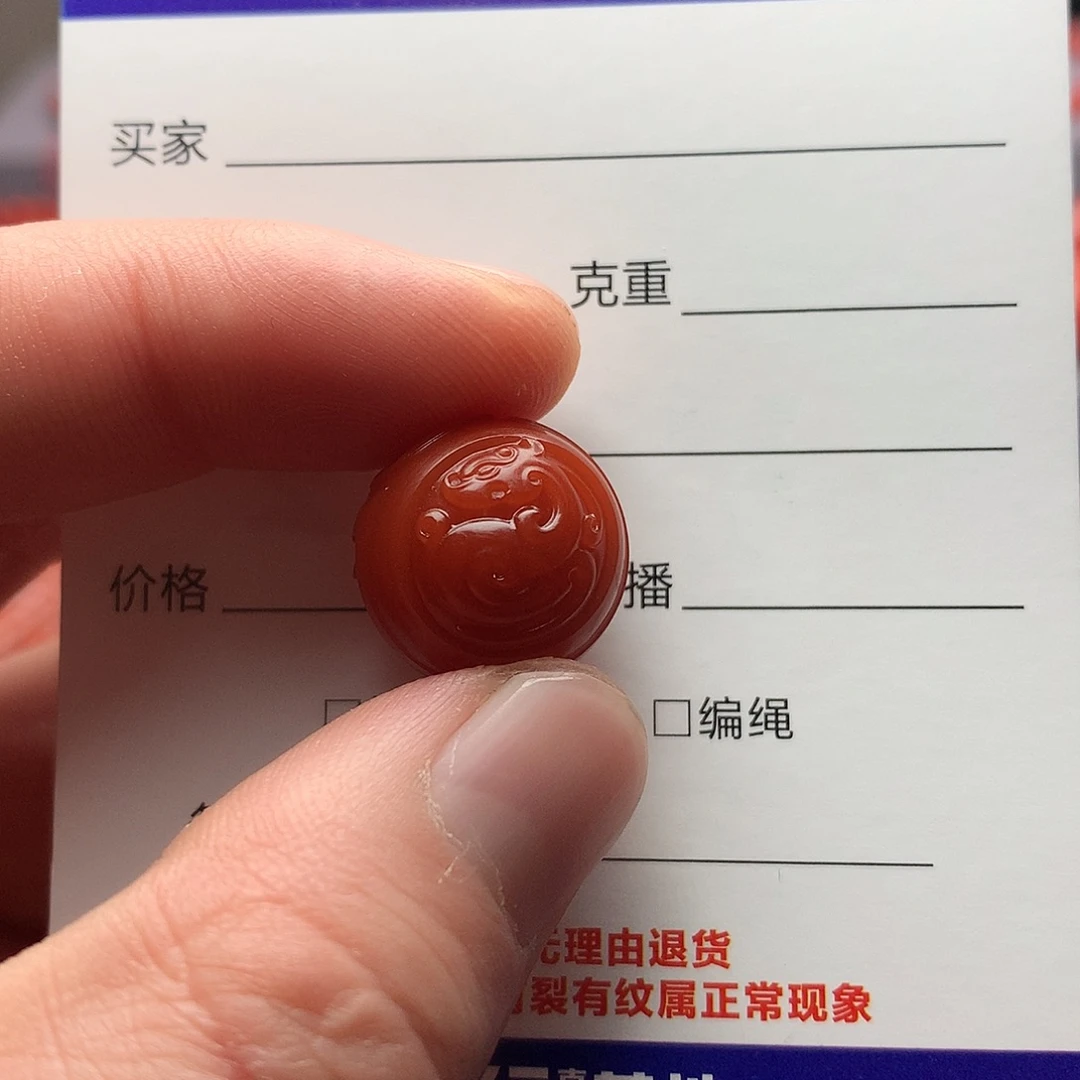 买家
克重
价格 播
□ □编绳
理由退货
裂有纹属正常现象